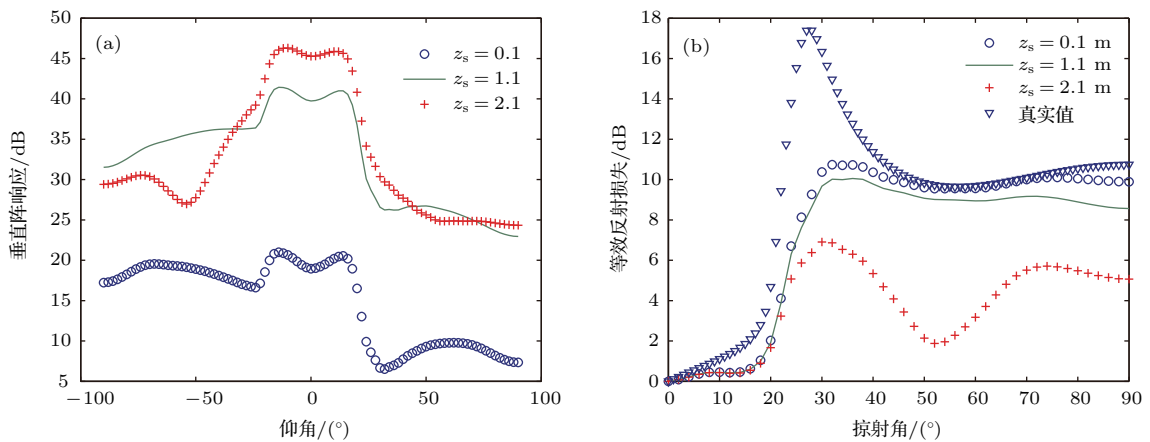 (a)
z_s = 0.1
z_s = 1.1
z_s = 2.1
50
45
40
35
30
25
20
15
10
5
−100
−50
0
50
100
垂直阵响应/dB
仰角/(°)
(b)
z_s = 0.1 m
z_s = 1.1 m
z_s = 2.1 m
真实值
18
16
14
12
10
8
6
4
2
0
0
10
20
30
40
50
60
70
80
90
等效反射损失/dB
掠射角/(°)